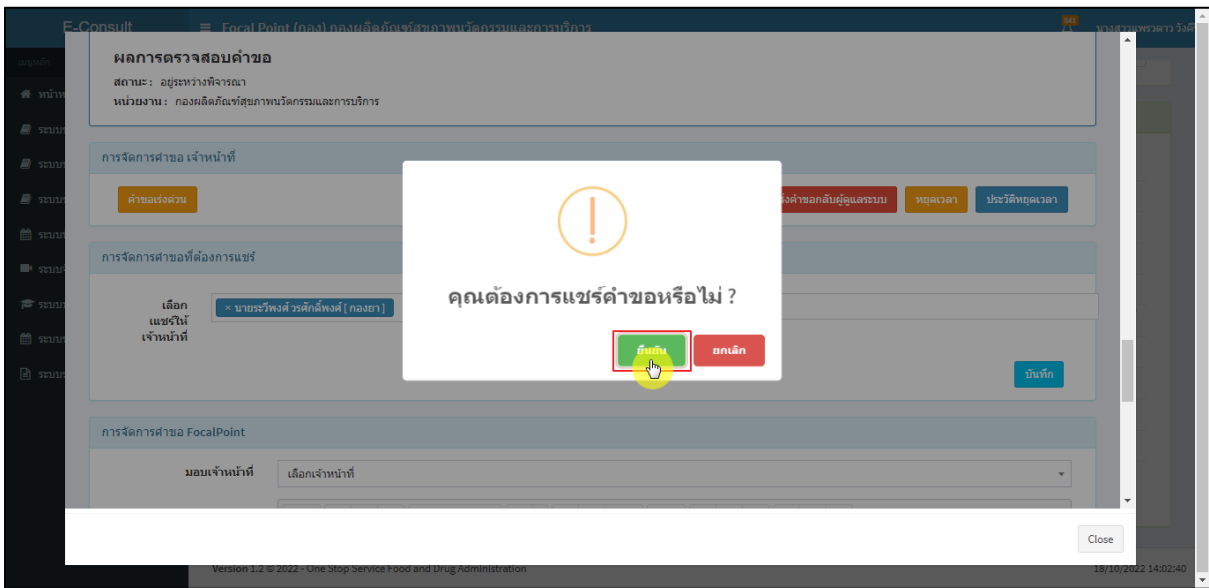 E-Consult
Focal Point (กอง) กองผลิตภัณฑ์สุขภาพนวัตกรรมและการบริการ
541
เมนูหลัก
ผลการตรวจสอบคำขอ
สถานะ : อยู่ระหว่างพิจารณา
หน่วยงาน : กองผลิตภัณฑ์สุขภาพนวัตกรรมและการบริการ
การจัดการคำขอ เจ้าหน้าที่
คำขอเร่งด่วน
หยุดเวลา
ประวัติหยุดเวลา
การจัดการคำขอที่ต้องการแชร์
เลือก
แชร์ให้
เจ้าหน้าที่
× นายระวีพงศ์ วรศักดิ์พงศ์ [ กองยา ]
คุณต้องการแชร์คำขอหรือไม่ ?
ยืนยัน
ยกเลิก
บันทึก
การจัดการคำขอ FocalPoint
มอบเจ้าหน้าที่
เลือกเจ้าหน้าที่
Close
Version 1.2 © 2022 - One Stop Service Food and Drug Administration
18/10/2022 14:02:40